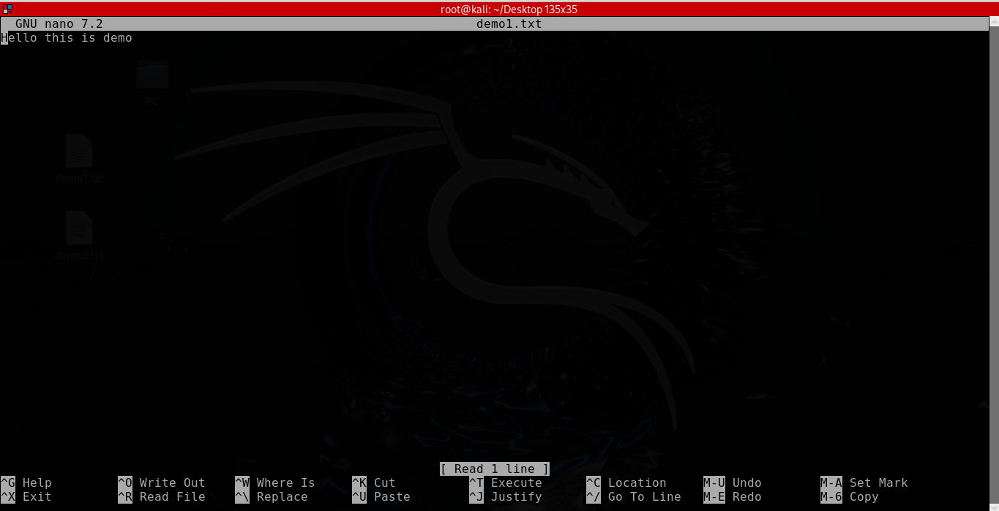 root@kali: ~/Desktop 135x35
GNU nano 7.2 demo1.txt
Hello this is demo
PC
demo1.txt
demo2.txt
[ Read 1 line ]
^G Help ^O Write Out ^W Where Is ^K Cut ^T Execute ^C Location M-U Undo M-A Set Mark
^X Exit ^R Read File ^\ Replace ^U Paste ^J Justify ^/ Go To Line M-E Redo M-6 Copy